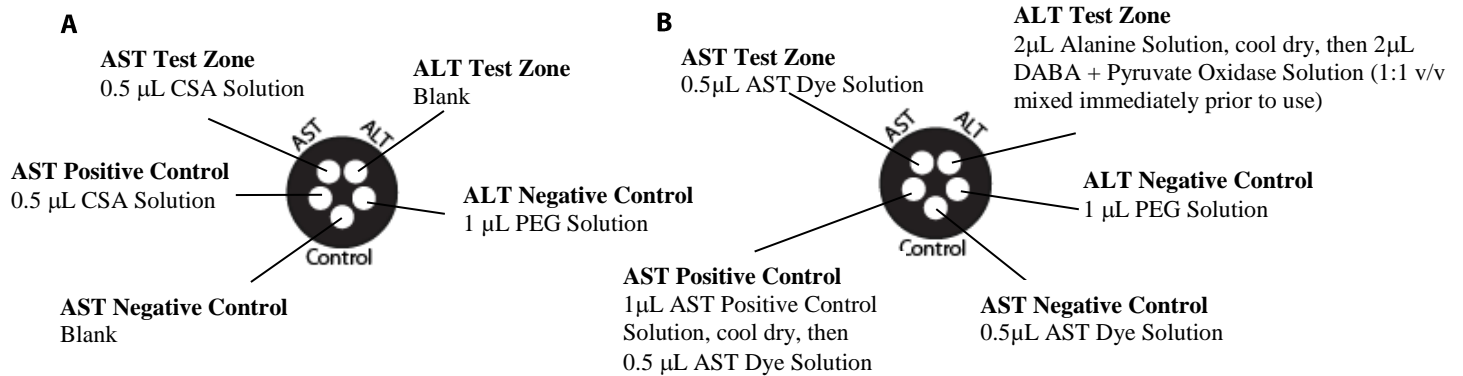 A
AST Test Zone
0.5 μL CSA Solution
ALT Test Zone
Blank
AST
ALT
AST Positive Control
0.5 μL CSA Solution
ALT Negative Control
1 μL PEG Solution
Control
AST Negative Control
Blank
B
AST Test Zone
0.5μL AST Dye Solution
ALT Test Zone
2μL Alanine Solution, cool dry, then 2μL
DABA + Pyruvate Oxidase Solution (1:1 v/v
mixed immediately prior to use)
AST
ALT
ALT Negative Control
1 μL PEG Solution
Control
AST Positive Control
1μL AST Positive Control
Solution, cool dry, then
0.5 μL AST Dye Solution
AST Negative Control
0.5μL AST Dye Solution